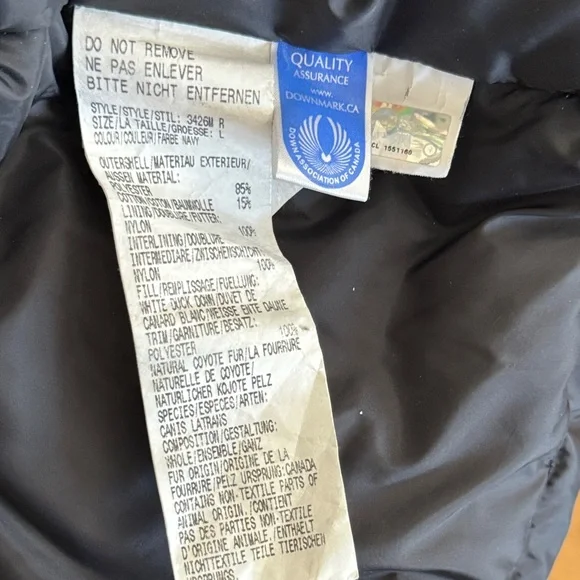 DO NOT REMOVE
NE PAS ENLEVER
BITTE NICHT ENTFERNEN
STYLE/STYLE/STIL: 3426M R
SIZE/LA TAILLE/GROESSE: L
COLOUR/COULEUR/FARBE NAVY
OUTERSHELL/MATERIAU EXTERIEUR/
AUSSEN MATERIAL:
POLYESTER 85%
COTTON/COTON/BAUMWOLLE 15%
LINING/DOUBLURE/FUTTER:
NYLON 100%
INTERLINING/DOUBLURE
INTERMEDIARE/ZWISCHENSCHICHT
NYLON 100%
FILL/REMPLISSAGE/FUELLUNG:
WHITE DUCK DOWN/DUVET DE
CANARD BLANC/WEISSE ENTE DAUNE
TRIM/GARNITURE/BESATZ: 100%
POLYESTER
NATURAL COYOTE FUR/LA FOURRURE
NATURELLE DE COYOTE/
NATURLICHER KOJOTE PELZ
SPECIES/ESPECES/ARTEN:
CANIS LATRANS
COMPOSITION/GESTALTUNG:
WHOLE/ENSEMBLE/GANZ
FUR ORIGIN/ORIGINE DE LA
FOURRURE/PELZ URSPRUNG:CANADA
CONTAINS NON-TEXTILE PARTS OF
ANIMAL ORIGIN /CONTIENT
PAS DES PARTIES NON-TEXTILE
D'ORIGINE ANIMALE /ENTHAELT
NICHTTEXTILE TEILE TIERISCHEN
QUALITY
ASSURANCE
www.
DOWNMARK.CA
DOWN ASSOCIATION OF CANADA
CL 1551166